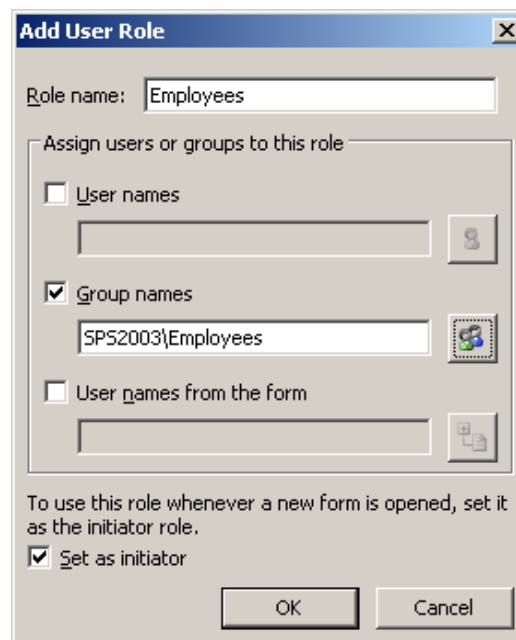 Add User Role
Role name: Employees
Assign users or groups to this role
User names
Group names
SPS2003\Employees
User names from the form
To use this role whenever a new form is opened, set it
as the initiator role.
Set as initiator
OK Cancel